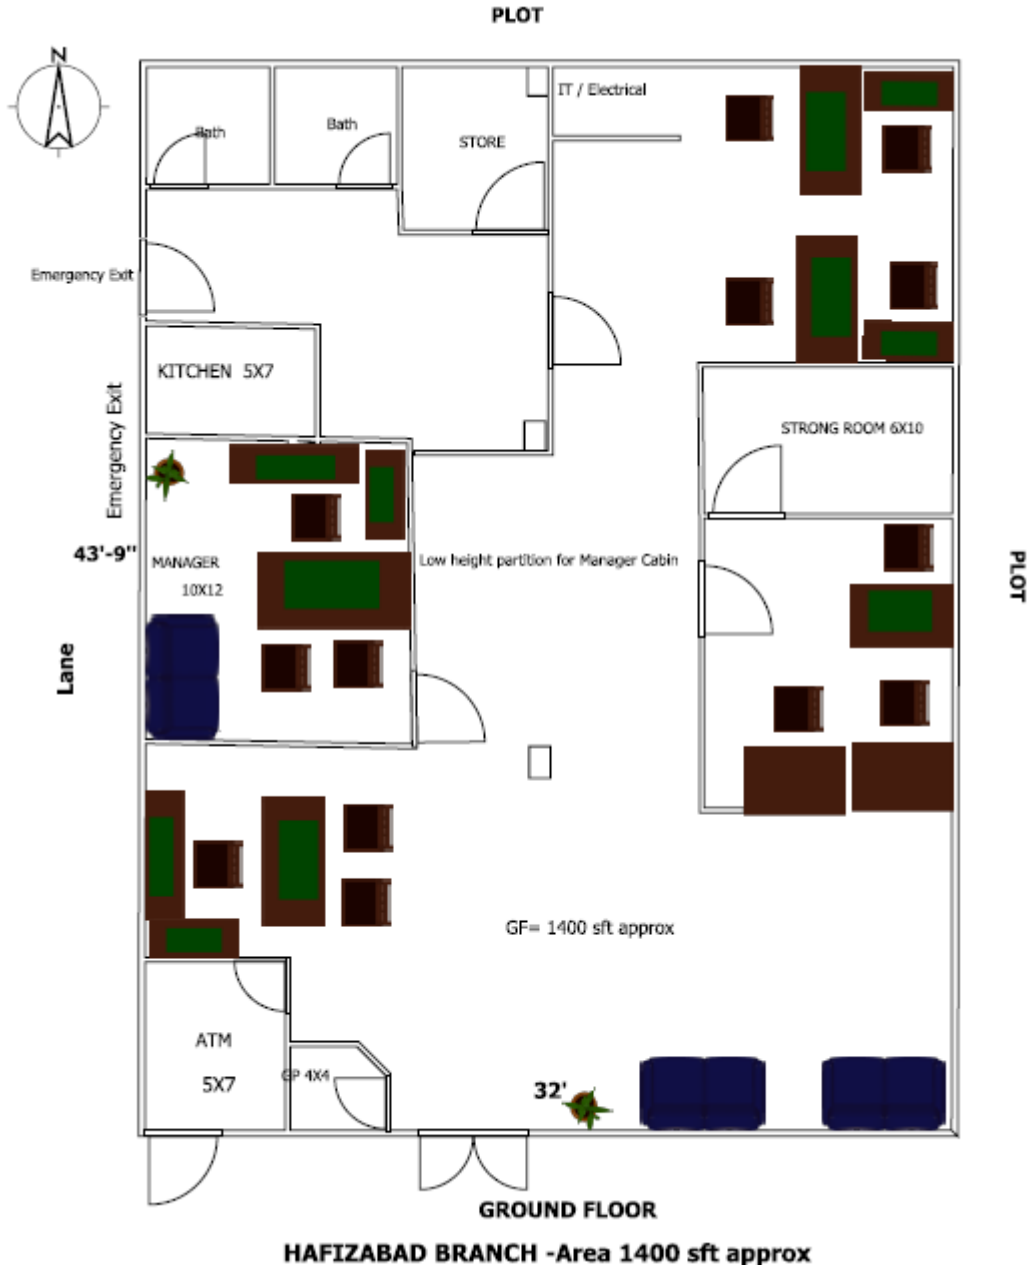 PLOT
N
IT / Electrical
Bath
Bath
STORE
Emergency Exit
KITCHEN 5X7
STRONG ROOM 6X10
Emergency Exit
43'-9"
MANAGER
10X12
Low height partition for Manager Cabin
PLOT
Lane
GF= 1400 sft approx
ATM
5X7
GP 4X4
32'
GROUND FLOOR
HAFIZABAD BRANCH -Area 1400 sft approx